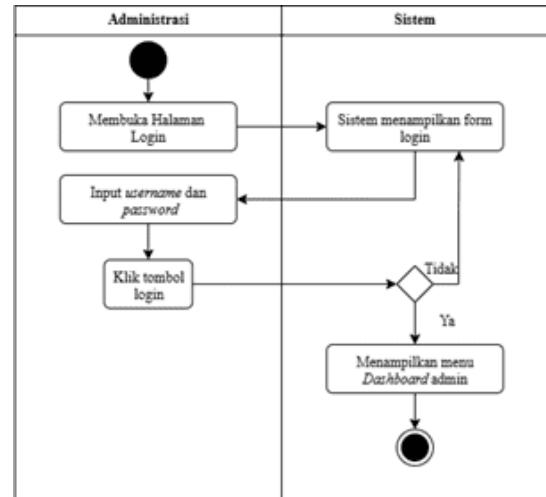 Administrasi
Sistem
Membuka Halaman
Login
Sistem menampilkan form
login
Input username dan
password
Klik tombol
login
Tidak
Ya
Menampilkan menu
Dashboard admin